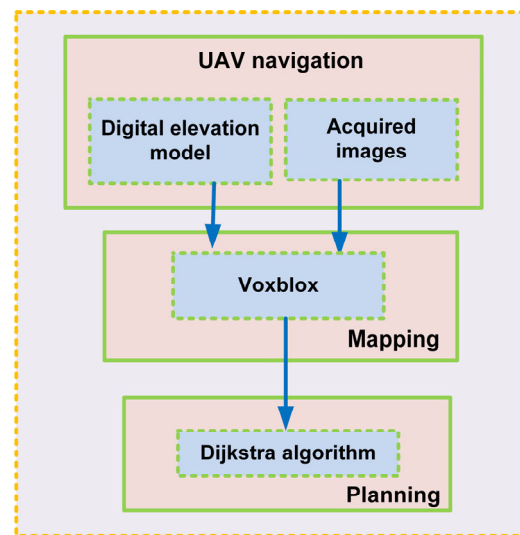 UAV navigation
Digital elevation
model
Acquired
images
Voxblox
Mapping
Dijkstra algorithm
Planning